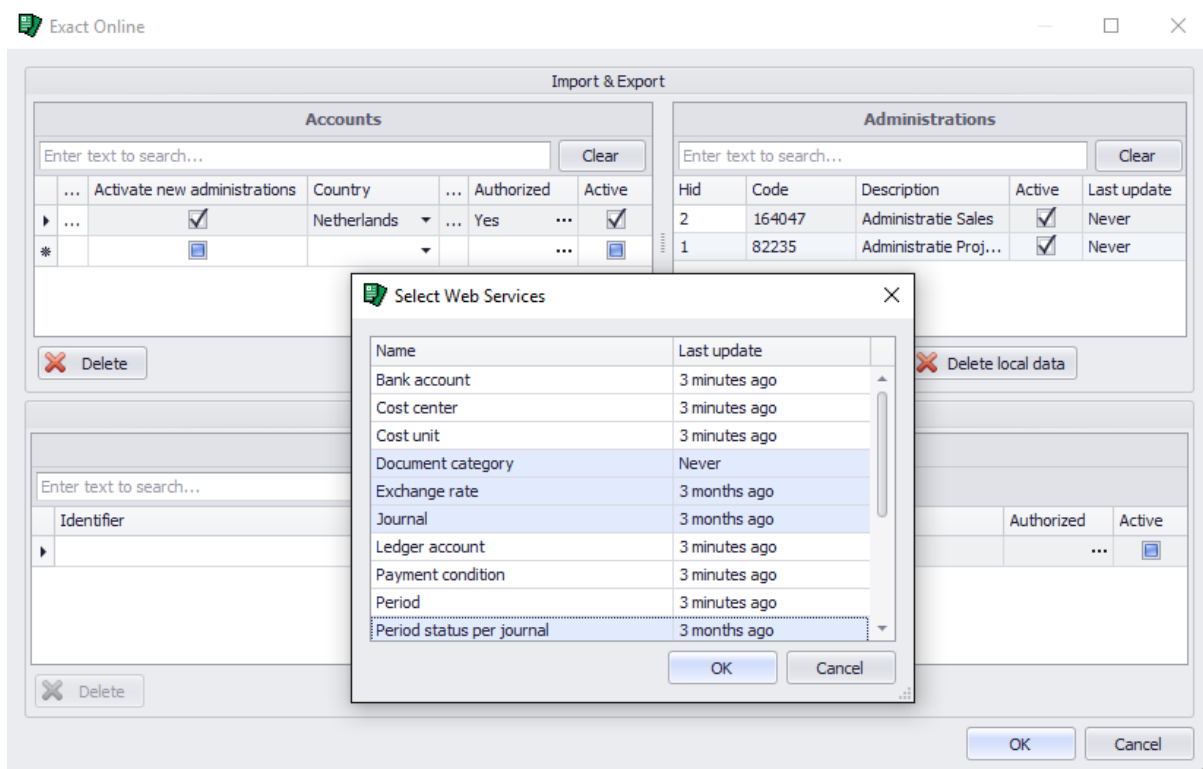 Exact Online
Import & Export
Accounts
Enter text to search...
Clear
... Activate new administrations Country ... Authorized Active
... Netherlands ... Yes ...
...
Delete
Administrations
Enter text to search...
Clear
Hid Code Description Active Last update
2 164047 Administratie Sales Never
1 82235 Administratie Proj... Never
Delete local data
Select Web Services
Name Last update
Bank account 3 minutes ago
Cost center 3 minutes ago
Cost unit 3 minutes ago
Document category Never
Exchange rate 3 months ago
Journal 3 months ago
Ledger account 3 minutes ago
Payment condition 3 minutes ago
Period 3 minutes ago
Period status per journal 3 months ago
OK Cancel
Enter text to search...
Identifier Authorized Active
...
Delete
OK Cancel